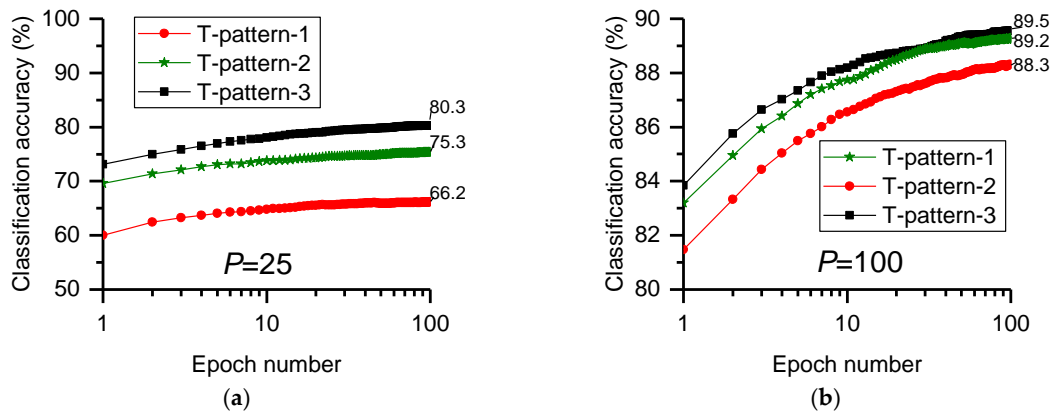 Classification accuracy (%)
100
90
80
70
60
50
T-pattern-1
T-pattern-2
T-pattern-3
80.3
75.3
66.2
P=25
1
10
100
Epoch number
(a)
Classification accuracy (%)
90
88
86
84
82
80
89.5
89.2
88.3
T-pattern-1
T-pattern-2
T-pattern-3
P=100
1
10
100
Epoch number
(b)